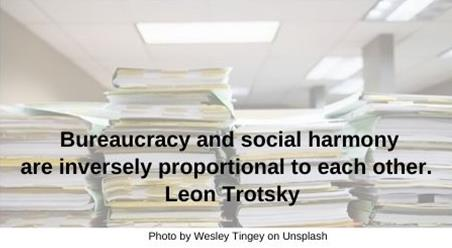 Bureaucracy and social harmony
are inversely proportional to each other.
Leon Trotsky
Photo by Wesley Tingey on Unsplash